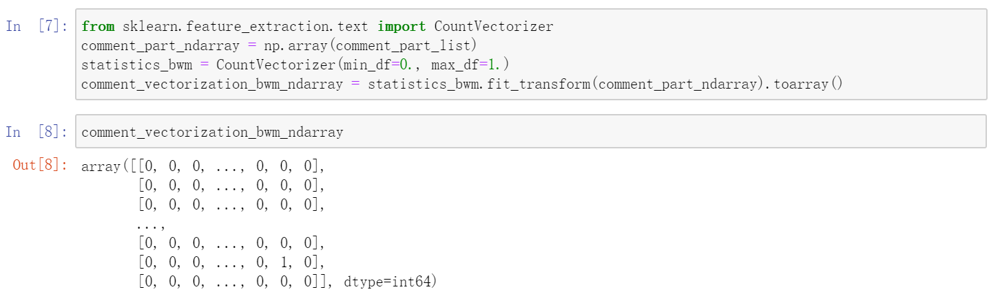 In [7]: from sklearn.feature_extraction.text import CountVectorizer
comment_part_ndarray = np.array(comment_part_list)
statistics_bwm = CountVectorizer(min_df=0., max_df=1.)
comment_vectorization_bwm_ndarray = statistics_bwm.fit_transform(comment_part_ndarray).toarray()
In [8]: comment_vectorization_bwm_ndarray
Out[8]: array([[0, 0, 0, ..., 0, 0, 0],
[0, 0, 0, ..., 0, 0, 0],
[0, 0, 0, ..., 0, 0, 0],
...,
[0, 0, 0, ..., 0, 0, 0],
[0, 0, 0, ..., 0, 1, 0],
[0, 0, 0, ..., 0, 0, 0]], dtype=int64)